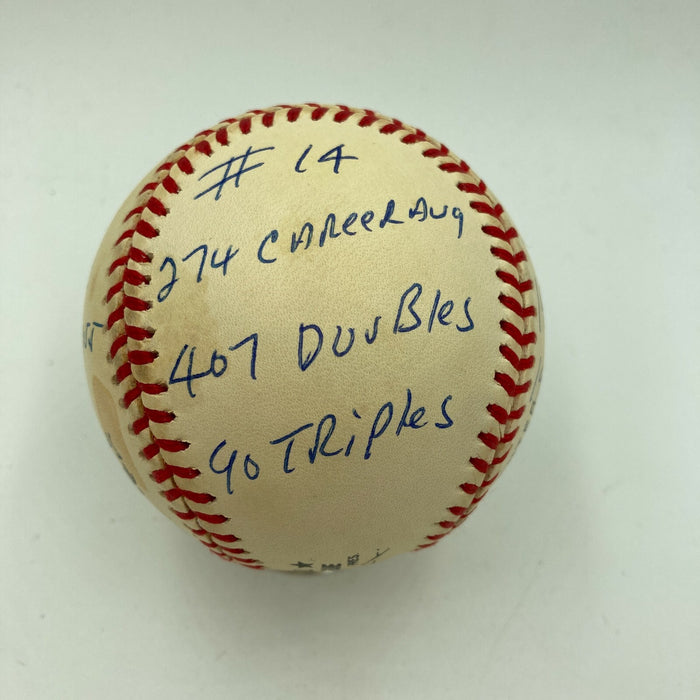 # 14
274 CAReeR AVg
407 DOUBles
90 TRiples